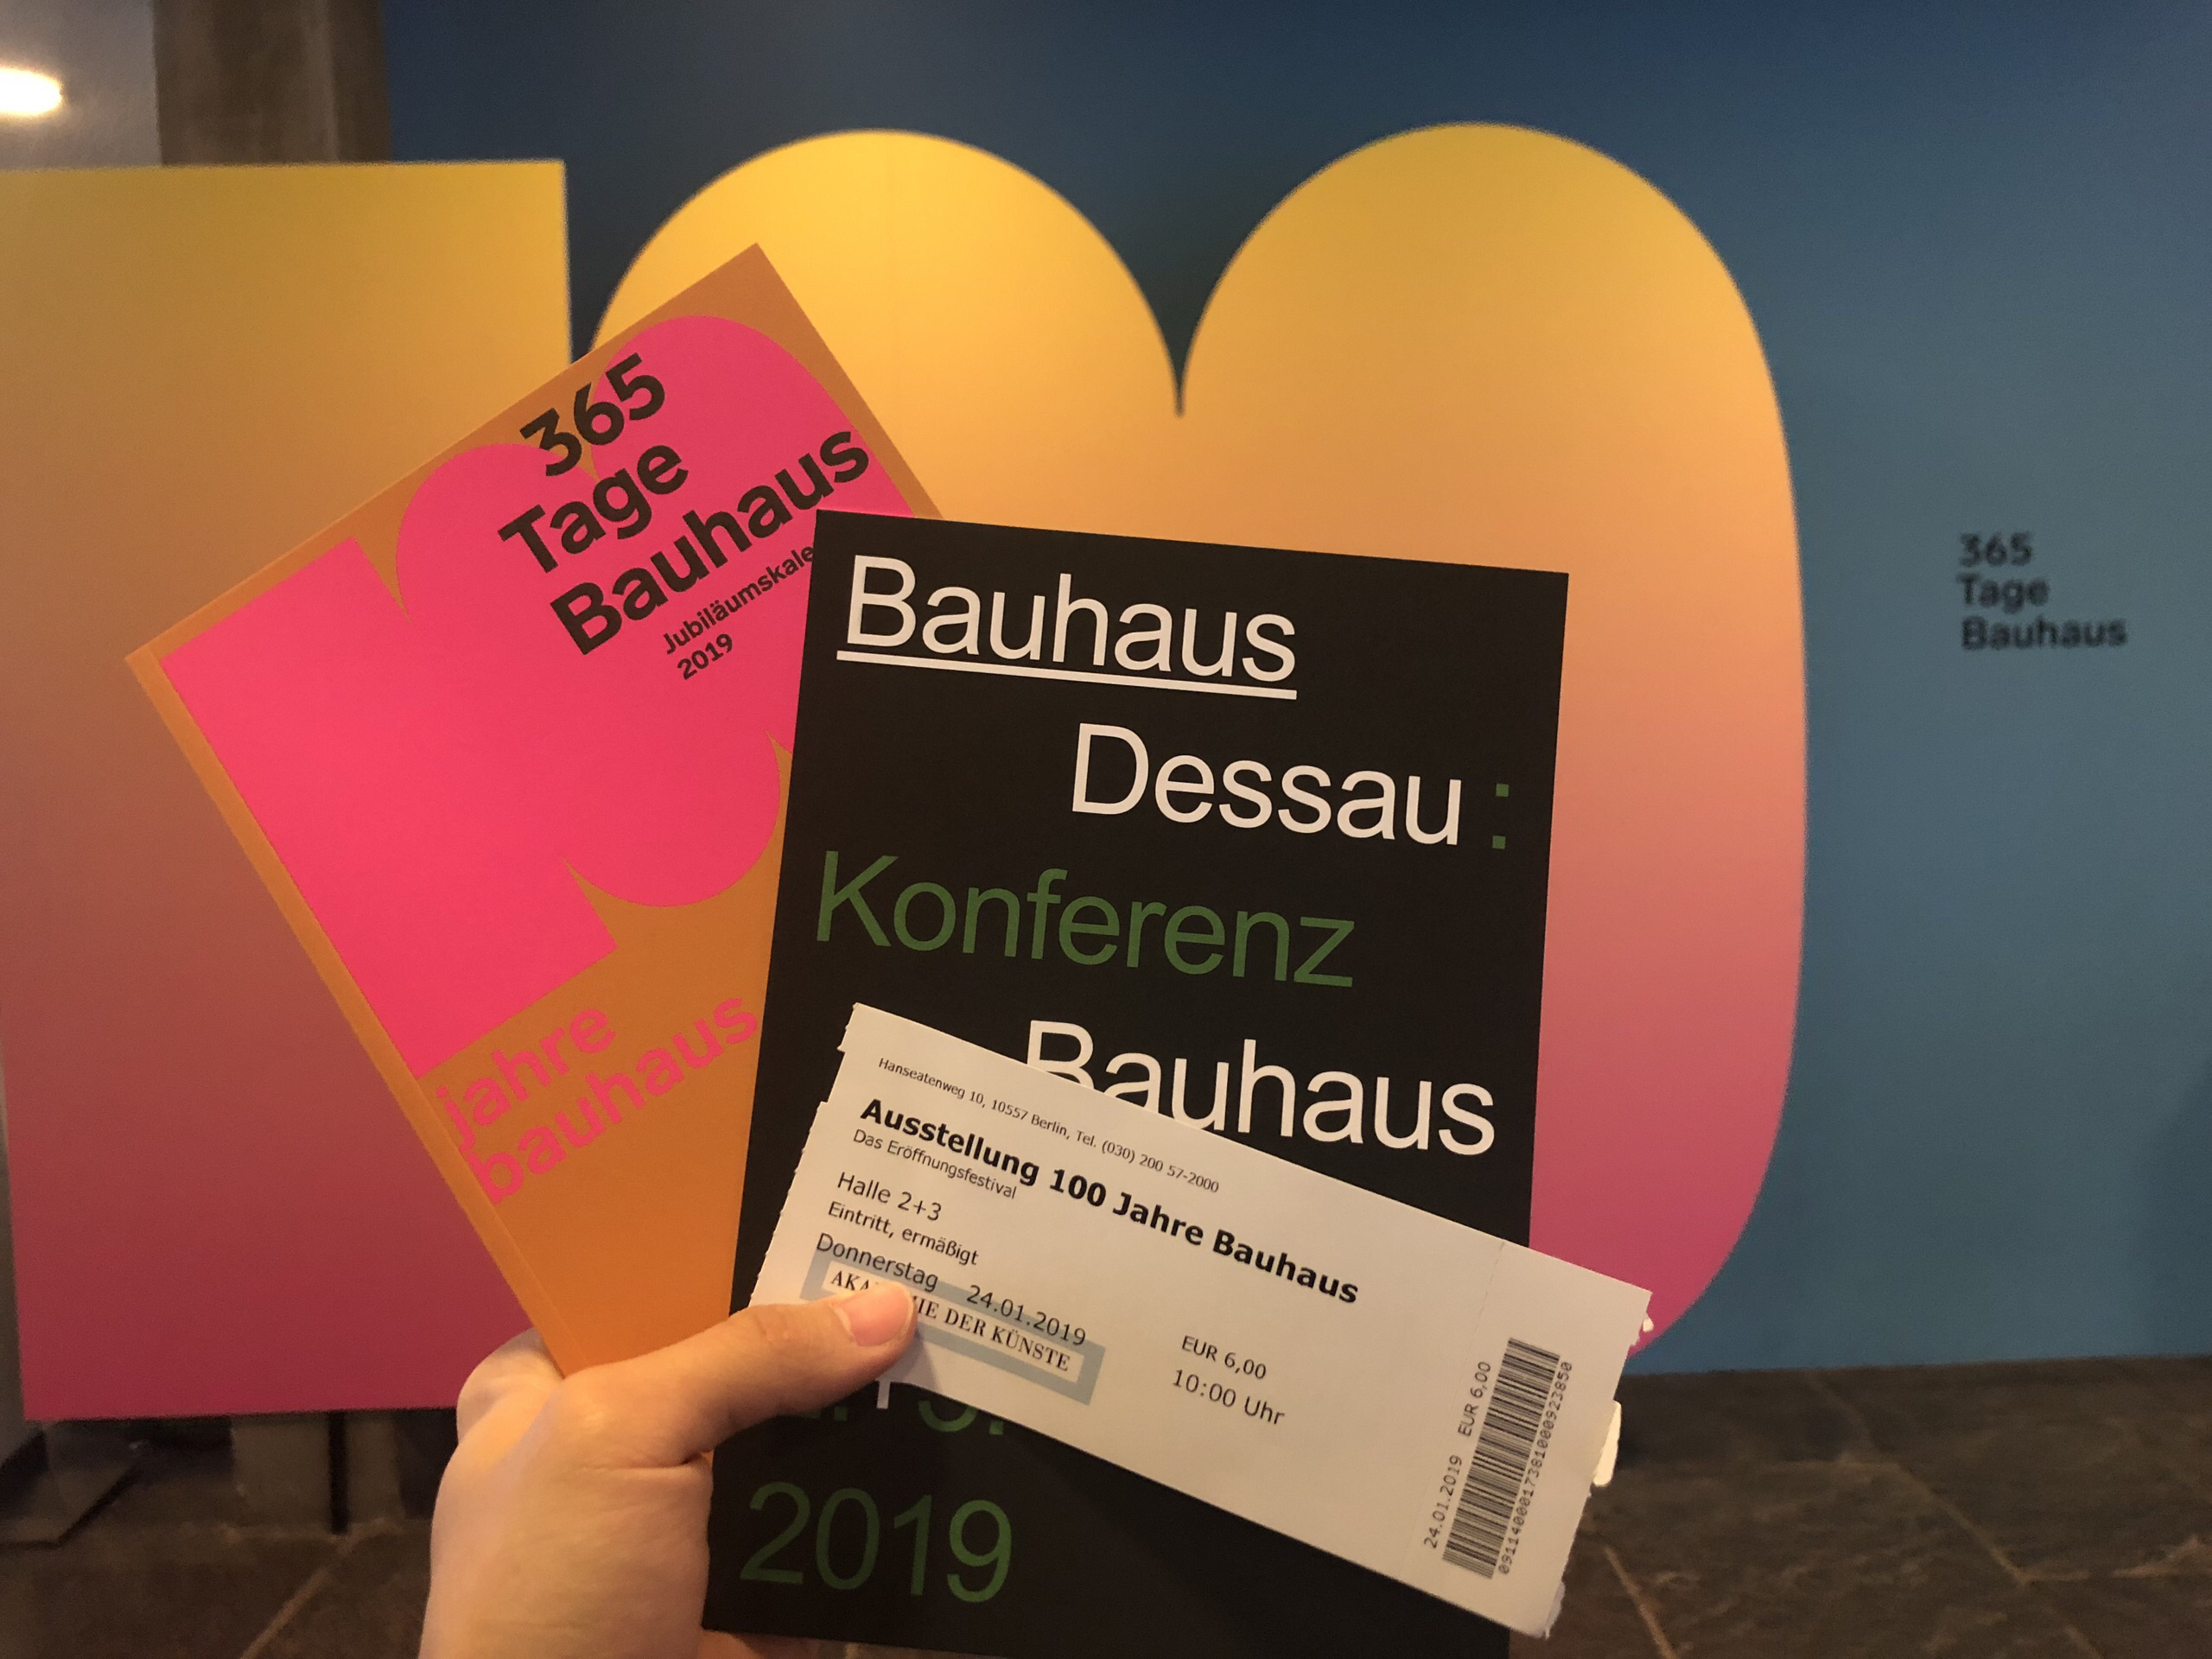 365
Tage
Bauhaus
2019
jahre
bauhaus
Bauhaus
Dessau :
Konferenz
Bauhaus
2019
Hanseatenweg 10, 10557 Berlin, Tel. (030) 200 57-2000
Ausstellung 100 Jahre Bauhaus
Das Eröffnungsfestival
Halle 2+3
Eintritt, ermäßigt
Donnerstag 24.01.2019
DER KÜNSTE
EUR 6,00
10:00 Uhr
24.01.2019 EUR 6,00
365
Tage
Bauhaus